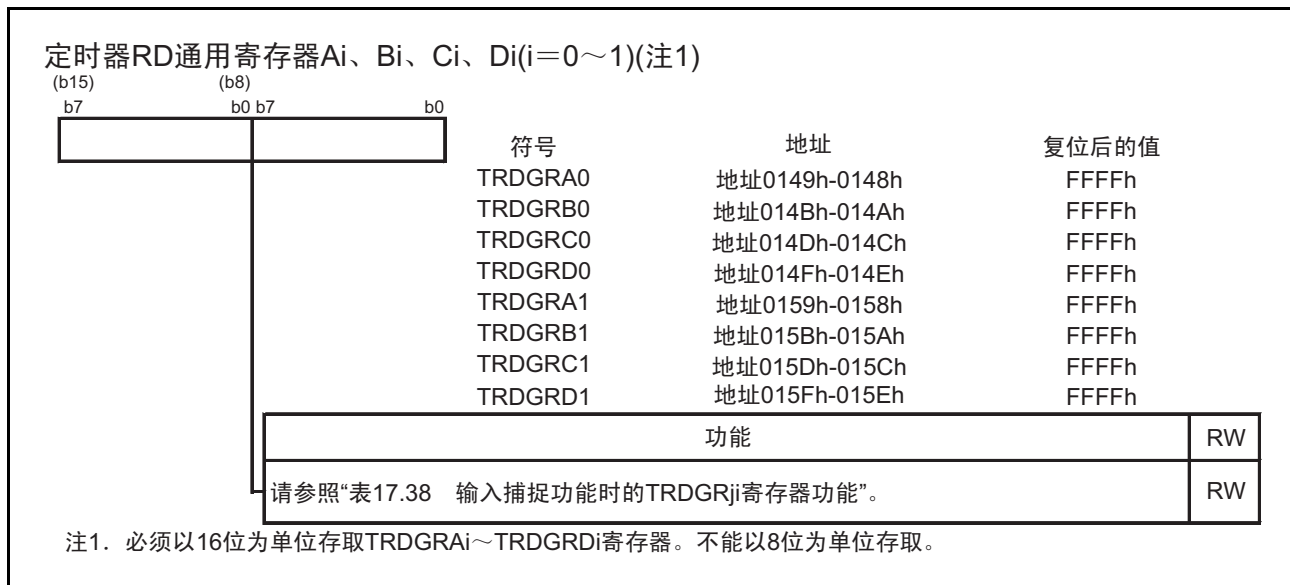 定时器RD通用寄存器Ai、Bi、Ci、Di(i＝0～1)(注1)
(b15) (b8)
b7 b0 b7 b0
符号 地址 复位后的值
TRDGRA0 地址0149h-0148h FFFFh
TRDGRB0 地址014Bh-014Ah FFFFh
TRDGRC0 地址014Dh-014Ch FFFFh
TRDGRD0 地址014Fh-014Eh FFFFh
TRDGRA1 地址0159h-0158h FFFFh
TRDGRB1 地址015Bh-015Ah FFFFh
TRDGRC1 地址015Dh-015Ch FFFFh
TRDGRD1 地址015Fh-015Eh FFFFh
功能 RW
请参照“表17.38 输入捕捉功能时的TRDGRji寄存器功能”。 RW
注1. 必须以16位为单位存取TRDGRAi～TRDGRDi寄存器。不能以8位为单位存取。